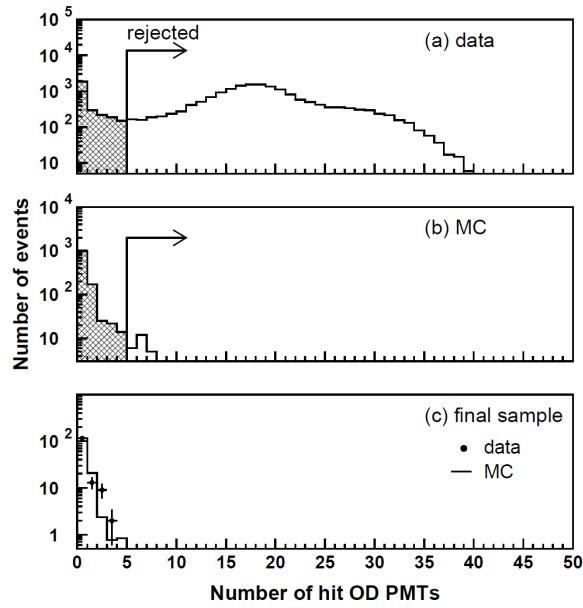 10^5
rejected
(a) data
10^4
10^3
10^2
10
10^4
(b) MC
10^3
10^2
10
Number of events
(c) final sample
data
MC
10^2
10
1
0 5 10 15 20 25 30 35 40 45 50
Number of hit OD PMTs